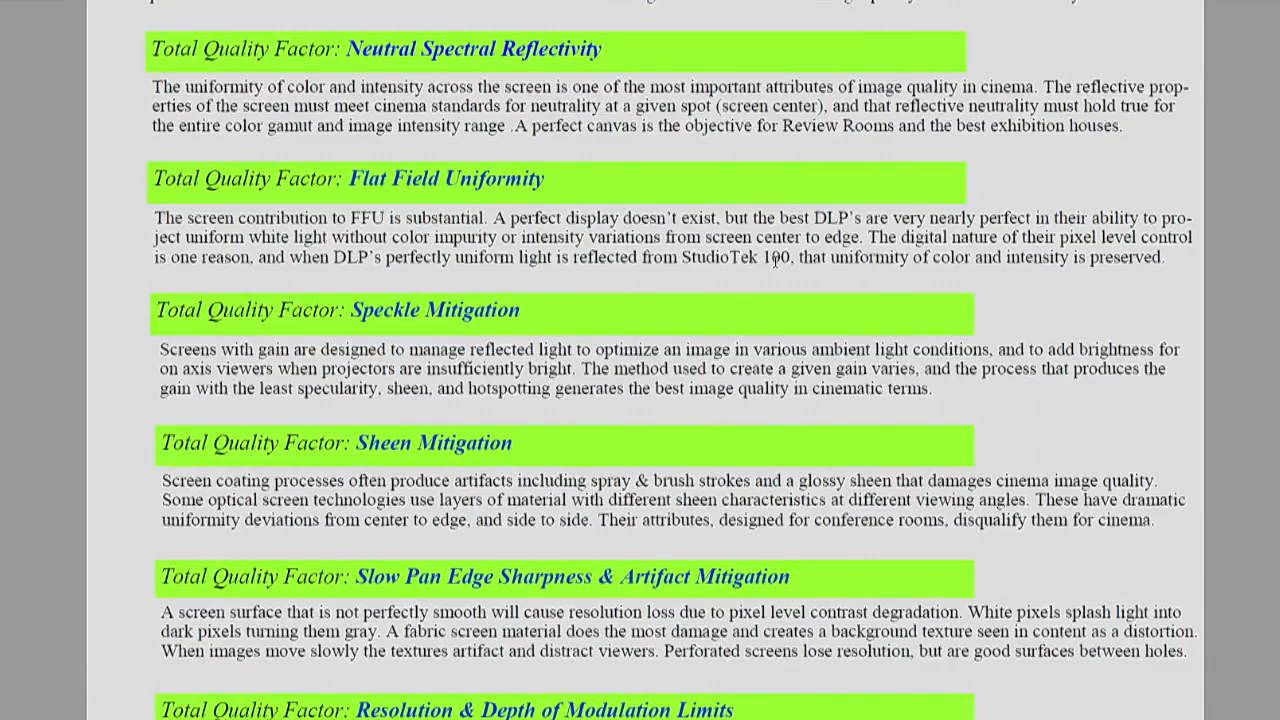 Total Quality Factor: Neutral Spectral Reflectivity
The uniformity of color and intensity across the screen is one of the most important attributes of image quality in cinema. The reflective prop-
erties of the screen must meet cinema standards for neutrality at a given spot (screen center), and that reflective neutrality must hold true for
the entire color gamut and image intensity range .A perfect canvas is the objective for Review Rooms and the best exhibition houses.
Total Quality Factor: Flat Field Uniformity
The screen contribution to FFU is substantial. A perfect display doesn't exist, but the best DLP's are very nearly perfect in their ability to pro-
ject uniform white light without color impurity or intensity variations from screen center to edge. The digital nature of their pixel level control
is one reason, and when DLP's perfectly uniform light is reflected from StudioTek 100, that uniformity of color and intensity is preserved.
Total Quality Factor: Speckle Mitigation
Screens with gain are designed to manage reflected light to optimize an image in various ambient light conditions, and to add brightness for
on axis viewers when projectors are insufficiently bright. The method used to create a given gain varies, and the process that produces the
gain with the least specularity, sheen, and hotspotting generates the best image quality in cinematic terms.
Total Quality Factor: Sheen Mitigation
Screen coating processes often produce artifacts including spray & brush strokes and a glossy sheen that damages cinema image quality.
Some optical screen technologies use layers of material with different sheen characteristics at different viewing angles. These have dramatic
uniformity deviations from center to edge, and side to side. Their attributes, designed for conference rooms, disqualify them for cinema.
Total Quality Factor: Slow Pan Edge Sharpness & Artifact Mitigation
A screen surface that is not perfectly smooth will cause resolution loss due to pixel level contrast degradation. White pixels splash light into
dark pixels turning them gray. A fabric screen material does the most damage and creates a background texture seen in content as a distortion.
When images move slowly the textures artifact and distract viewers. Perforated screens lose resolution, but are good surfaces between holes.
Total Quality Factor: Resolution & Depth of Modulation Limits